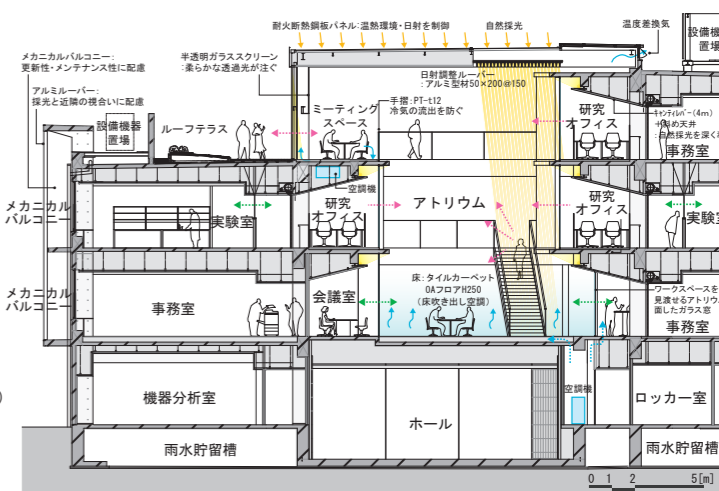 耐火断熱鋼板パネル：温熱環境・日射を制御
自然採光
温度差換気
設備機
置場
メカニカルバルコニー：
更新性・メンテナンス性に配慮
半透明ガラススクリーン
：柔らかな透過光が注ぐ
日射調整ルーバー
：アルミ型材50×200＠150
アルミルーバー：
採光と近隣の視合いに配慮
設備機器
置場
ルーフテラス
ミーティング
スペース
手摺：PT-t12
冷気の流出を防ぐ
研究
オフィス
ｷｬﾝﾃｨﾚﾊﾞｰ（4ｍ）
＋斜め天井
：自然採光を深く
事務室
空調機
メカニカル
バルコニー
実験室
研究
オフィス
アトリウム
研究
オフィス
実験
床：タイルカーペット
OAフロアH250
（床吹き出し空調）
メカニカル
バルコニー
事務室
会議室
ワークスペースを
見渡せるアトリウ
面したガラス窓
事務室
機器分析室
ホール
空調機
ロッカー室
雨水貯留槽
雨水貯留槽
0 1 2 5[m]